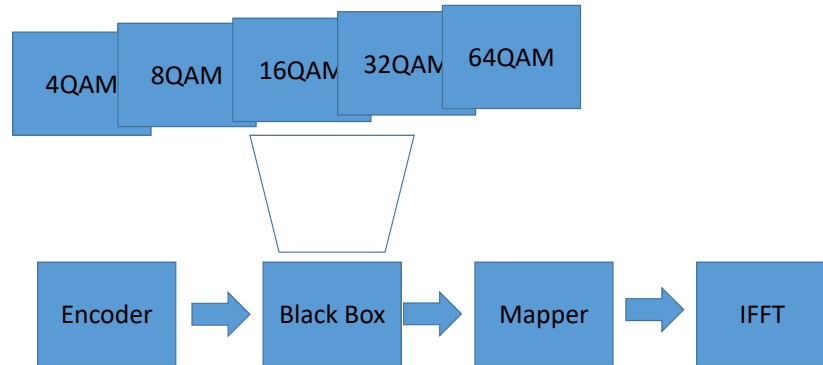 4QAM
8QAM
16QAM
32QAM
64QAM
Encoder
Black Box
Mapper
IFFT